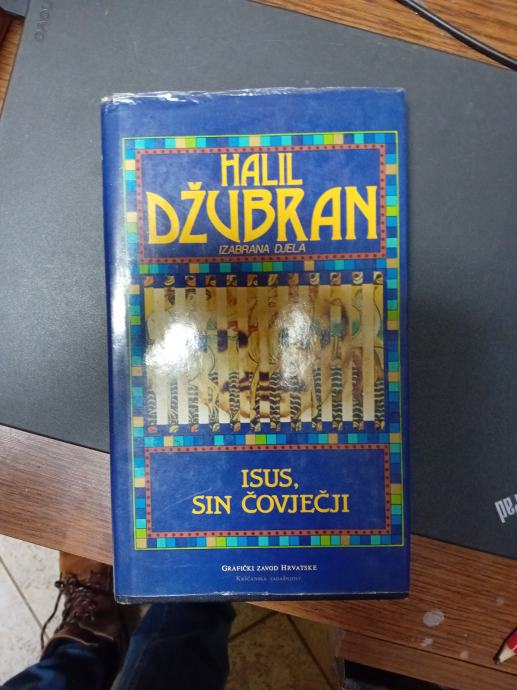 HALIL
DŽUBRAN
IZABRANA DJELA
ISUS,
SIN ČOVJEČJI
GRAFIČKI ZAVOD HRVATSKE
KRŠĆANSKA SADAŠNJOST